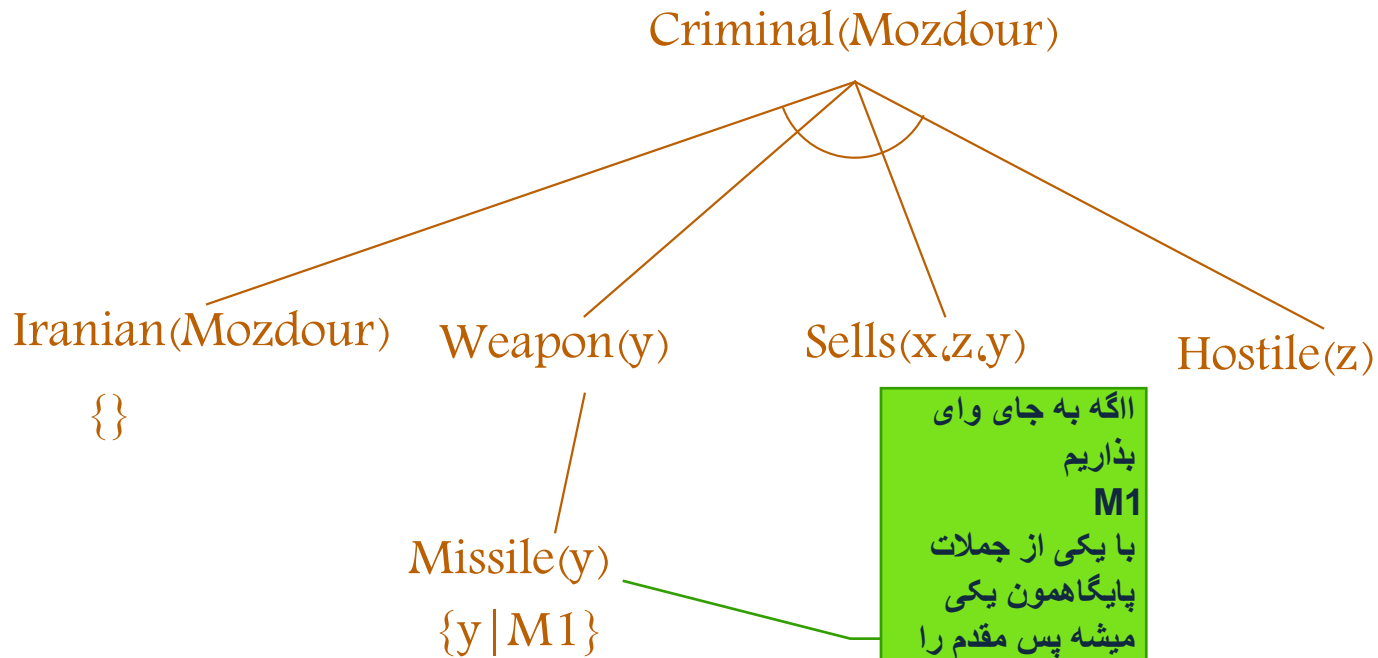 Criminal(Mozdour)
Iranian(Mozdour)
Weapon(y)
Sells(x,z,y)
Hostile(z)
{}
ااگه به جای وای
بذاریم
M1
با یکی از جملات
پایگاهمون یکی
میشه پس مقدم را
Missile(y)
{y|M1}